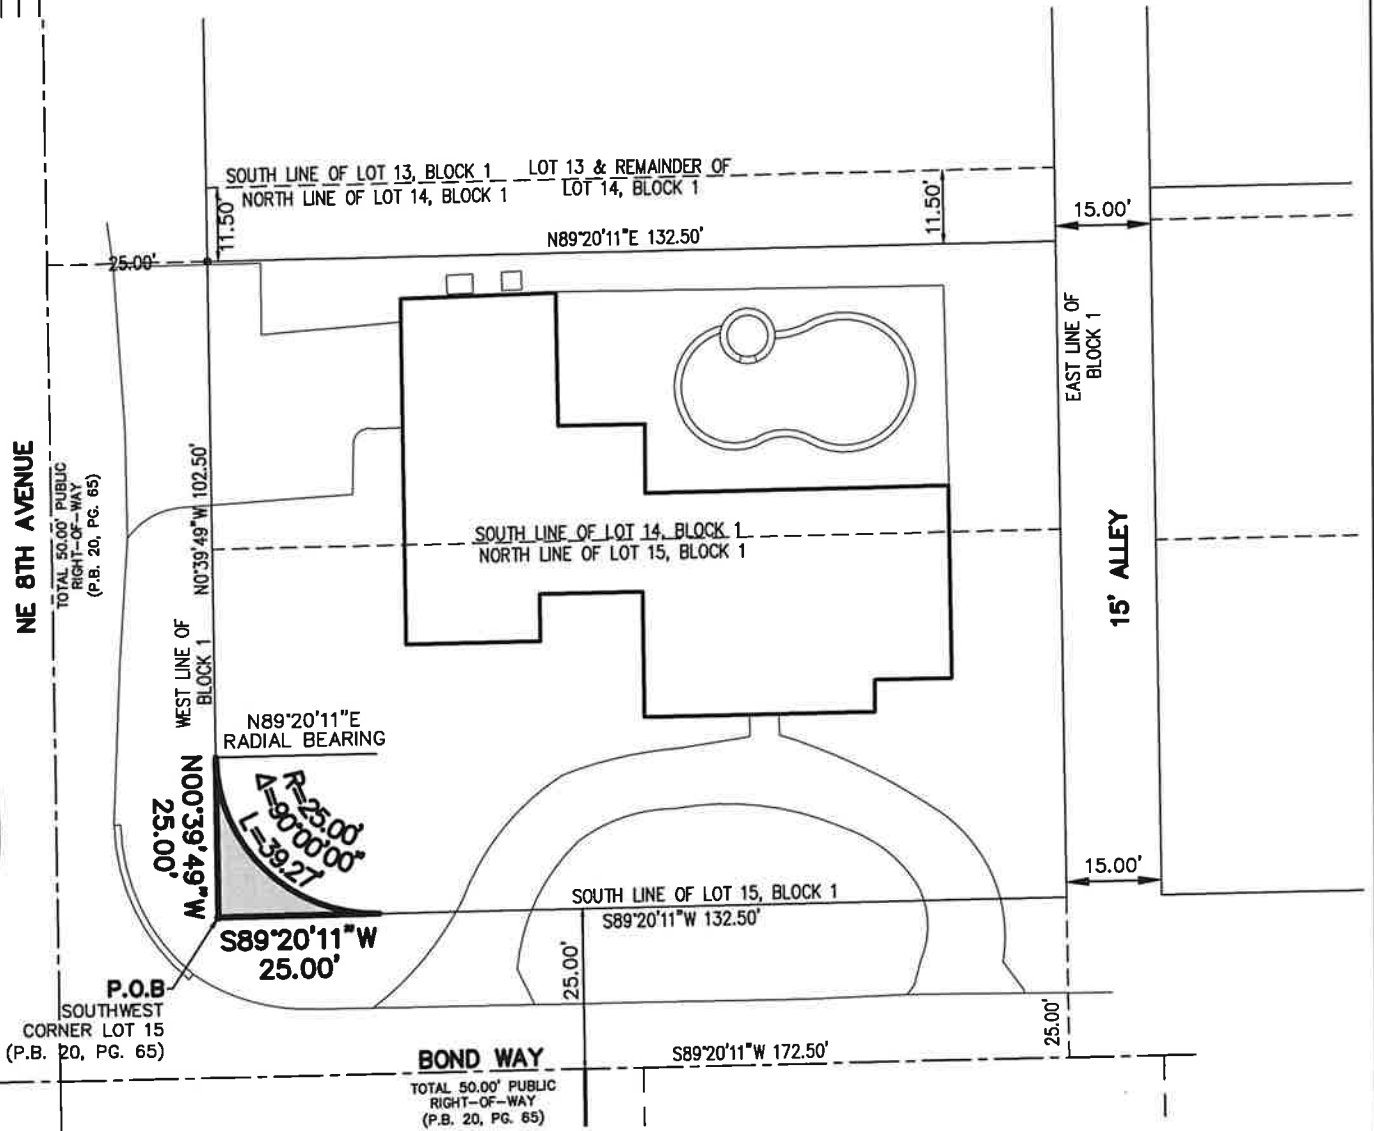 SOUTH LINE OF LOT 13, BLOCK 1
LOT 13 & REMAINDER OF
NORTH LINE OF LOT 14, BLOCK 1
LOT 14, BLOCK 1
11.50'
11.50'
15.00'
N89°20'11"E 132.50'
25.00'
EAST LINE OF
BLOCK 1
NE 8TH AVENUE
TOTAL 50.00' PUBLIC
RIGHT-OF-WAY
(P.B. 20, PG. 65)
N0°39'49"W 102.50'
SOUTH LINE OF LOT 14, BLOCK 1
NORTH LINE OF LOT 15, BLOCK 1
15' ALLEY
WEST LINE OF
BLOCK 1
N89°20'11"E
RADIAL BEARING
N00°39'49"W
25.00'
R=25.00'
Δ=90°00'00"
L=39.27'
15.00'
SOUTH LINE OF LOT 15, BLOCK 1
S89°20'11"W 132.50'
S89°20'11"W
25.00'
25.00'
P.O.B
SOUTHWEST
CORNER LOT 15
(P.B. 20, PG. 65)
25.00'
BOND WAY
S89°20'11"W 172.50'
TOTAL 50.00' PUBLIC
RIGHT-OF-WAY
(P.B. 20, PG. 65)